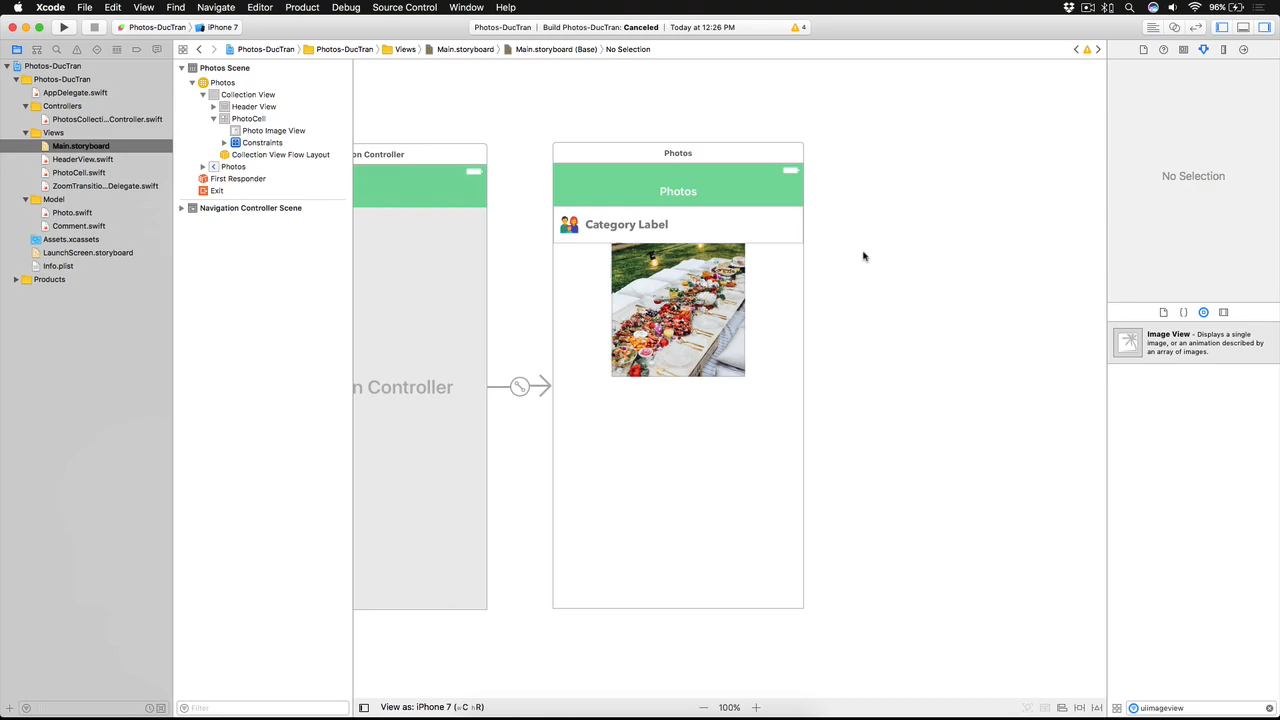 Xcode File Edit View Find Navigate Editor Product Debug Source Control Window Help 96%
Photos-DucTran iPhone 7 Photos-DucTran Build Photos-DucTran: Canceled Today at 12:26 PM 4
Photos-DucTran Photos-DucTran Views Main.storyboard Main.storyboard (Base) No Selection
Photos-DucTran
Photos-DucTran
AppDelegate.swift
Controllers
PhotosCollecti...Controller.swift
Views
Main.storyboard
HeaderView.swift
PhotoCell.swift
ZoomTransitio...Delegate.swift
Model
Photo.swift
Comment.swift
Assets.xcassets
LaunchScreen.storyboard
Info.plist
Products
Photos Scene
Photos
Collection View
Header View
PhotoCell
Photo Image View
Constraints
Collection View Flow Layout
Photos
First Responder
Exit
Navigation Controller Scene
Filter
on Controller
n Controller
Photos
Photos
Category Label
View as: iPhone 7 (wC hR)
100%
No Selection
Image View - Displays a single
image, or an animation described by
an array of images.
uiimageview